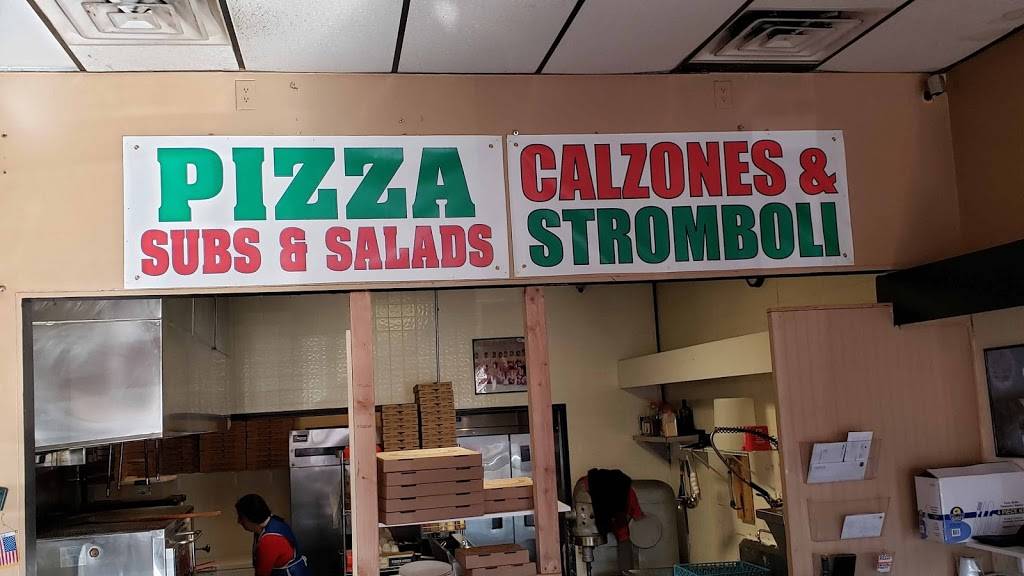 PIZZA
SUBS & SALADS
CALZONES &
STROMBOLI